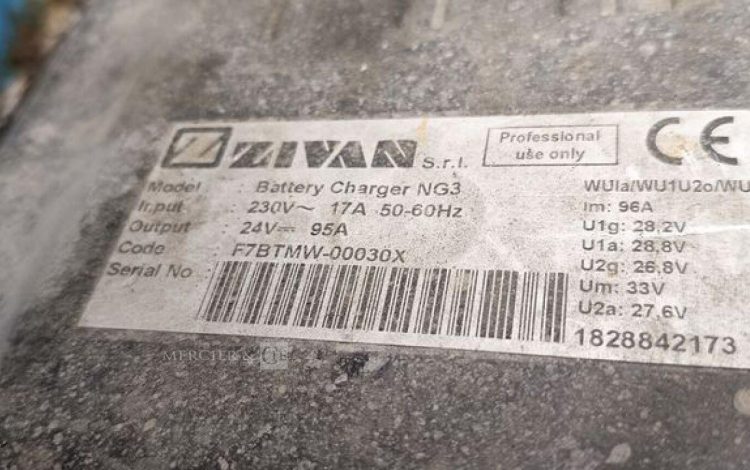 ZIVAN S.r.l.
Professional
use only
CE
Model : Battery Charger NG3
WUIa/WU1U2o/WU
Input : 230V~ 17A 50-60Hz
Im: 96A
Output : 24V⎓ 95A
U1g: 28,2V
Code : F7BTMW-00030X
U1a: 28,8V
Serial No :
U2g: 26,8V
Um: 33V
U2a: 27,6V
1828842173
MERCIER & CIE